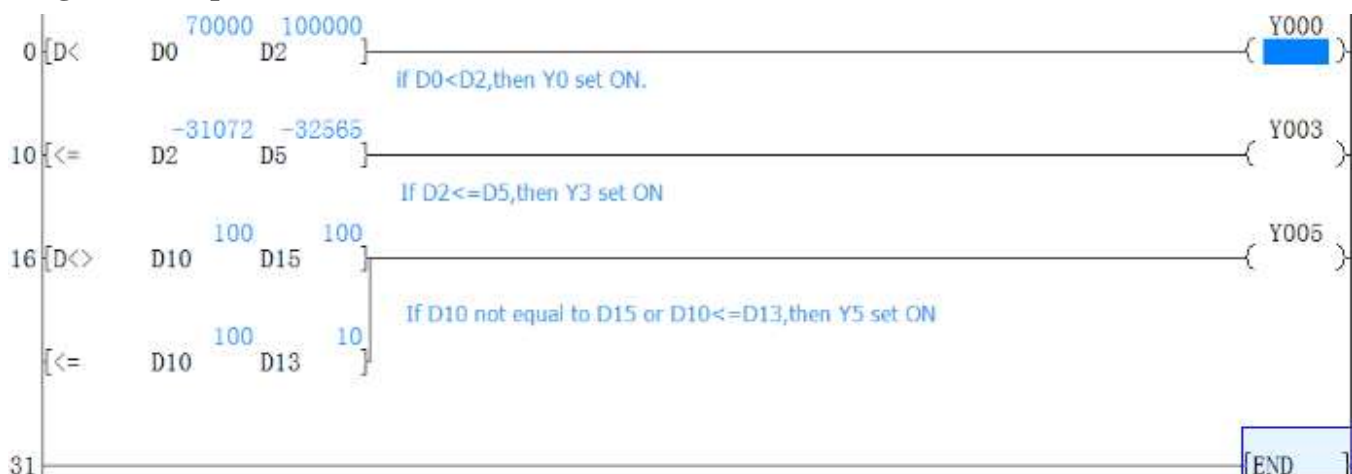 70000 100000 Y000
0 [D< D0 D2 ] ( )
if D0<D2,then Y0 set ON.
-31072 -32565 Y003
10 [<= D2 D5 ] ( )
If D2<=D5,then Y3 set ON
100 100 Y005
16 [D<> D10 D15 ] ( )
If D10 not equal to D15 or D10<=D13,then Y5 set ON
100 10
[<= D10 D13 ]
31 [END ]